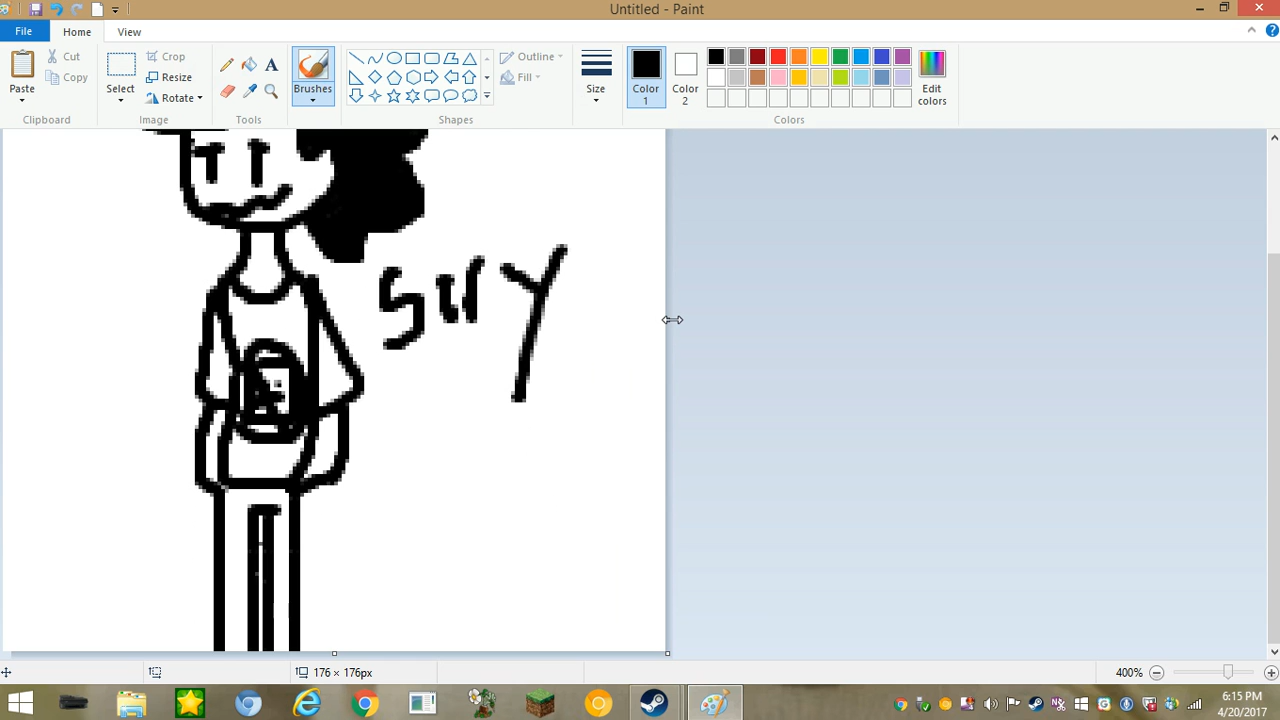 Untitled - Paint
File Home View
Paste Cut Copy
Clipboard
Select Crop Resize Rotate
Image
A
Tools
Brushes
Outline Fill
Shapes
Size
Color 1
Color 2
Edit colors
Colors
176 × 176px
400%
6:15 PM
4/20/2017